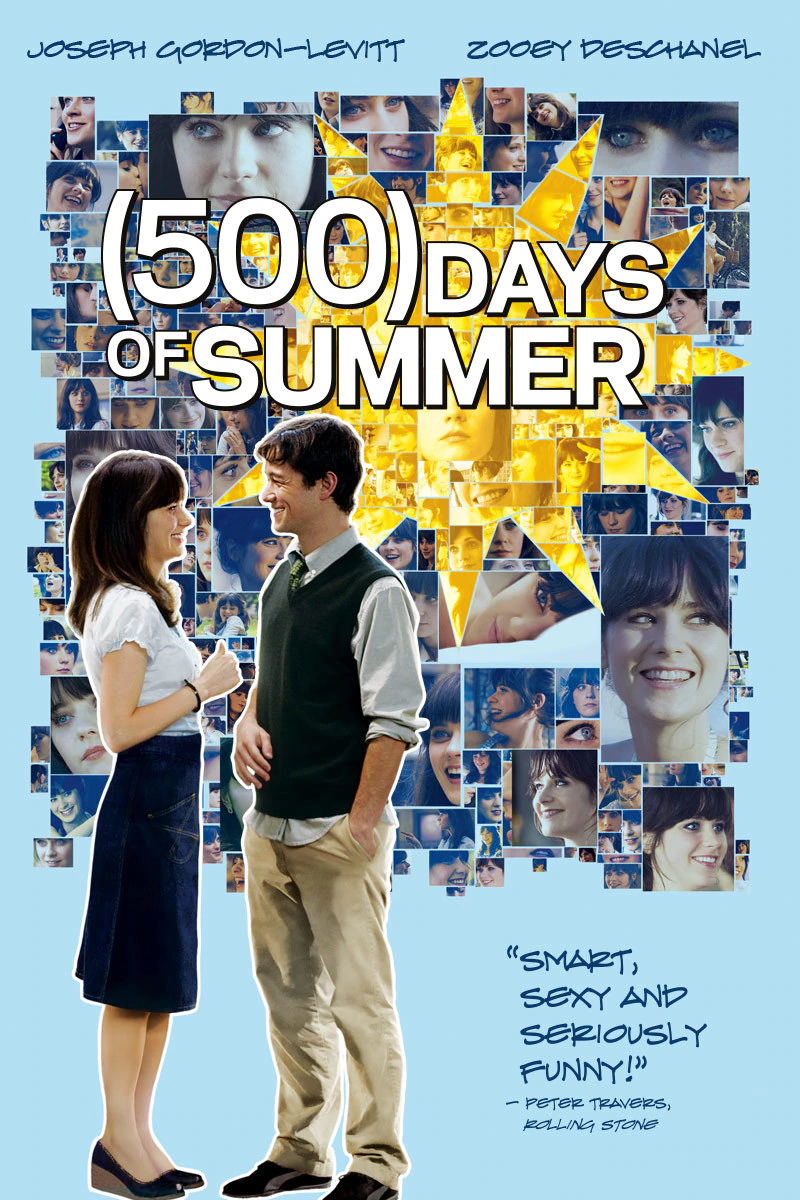 JOSEPH GORDON-LEVITT ZOOEY DESCHANEL
(500) DAYS
OF SUMMER
"SMART,
SEXY AND
SERIOUSLY
FUNNY!"
- PETER TRAVERS,
ROLLING STONE